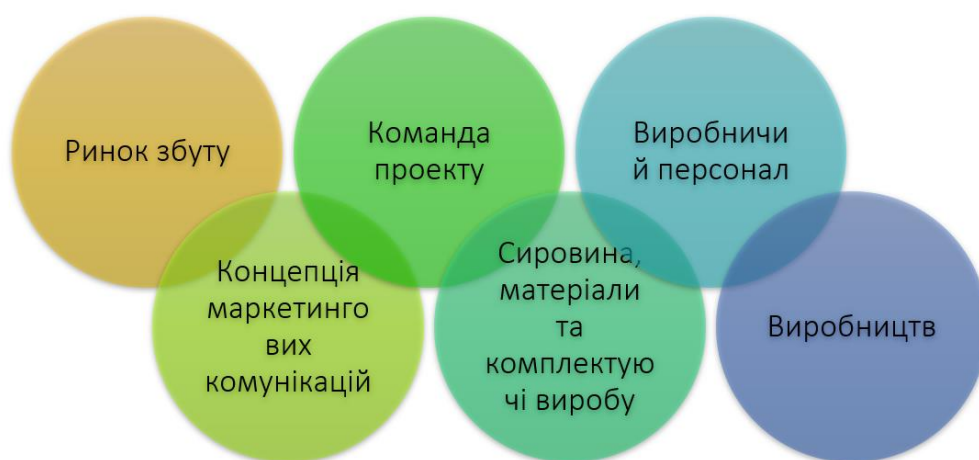 Ринок збуту
Концепція
маркетинго
вих
комунікацій
Команда
проекту
Сировина,
матеріали
та
комплектую
чі виробу
Виробничи
й персонал
Виробництв